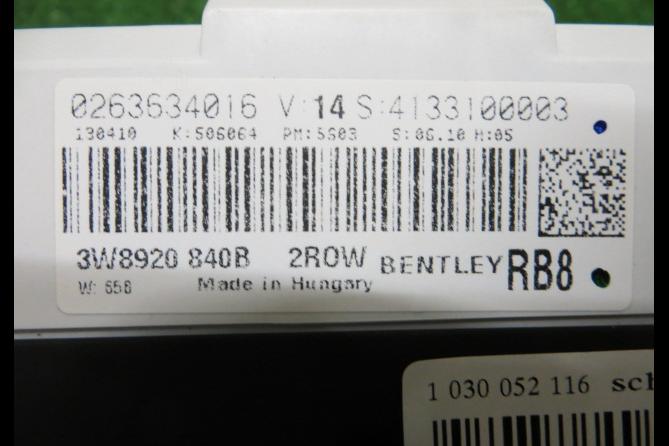 0263634016 V:14 S:4133100003
130410 K:506064 PM:5603 S:06.10 H:05
3W8920 840B 2ROW BENTLEY RB8
W: 658 Made in Hungary
1 030 052 116 sch